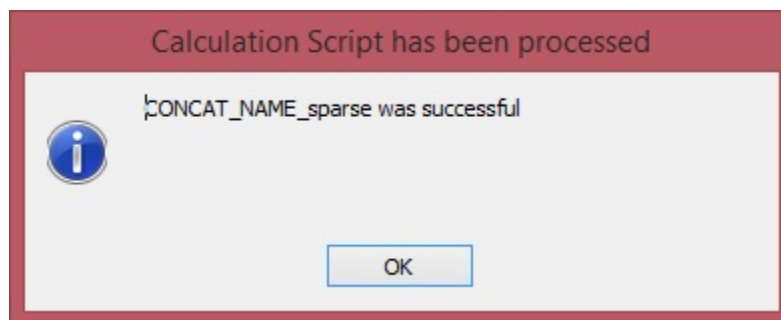 Calculation Script has been processed
CONCAT_NAME_sparse was successful
OK